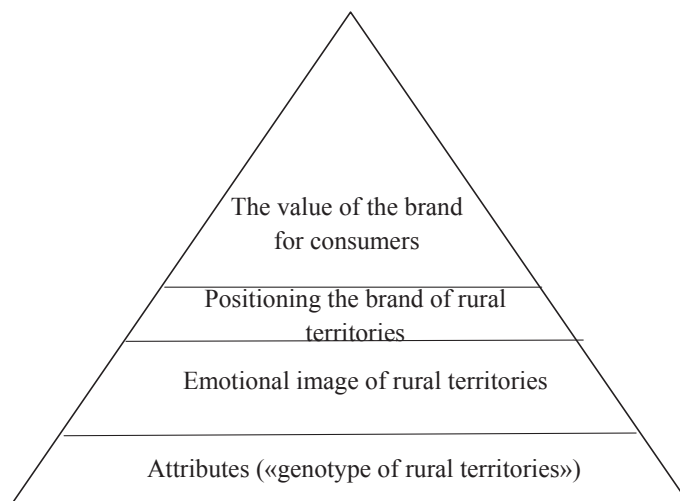 The value of the brand
for consumers
Positioning the brand of rural
territories
Emotional image of rural territories
Attributes («genotype of rural territories»)